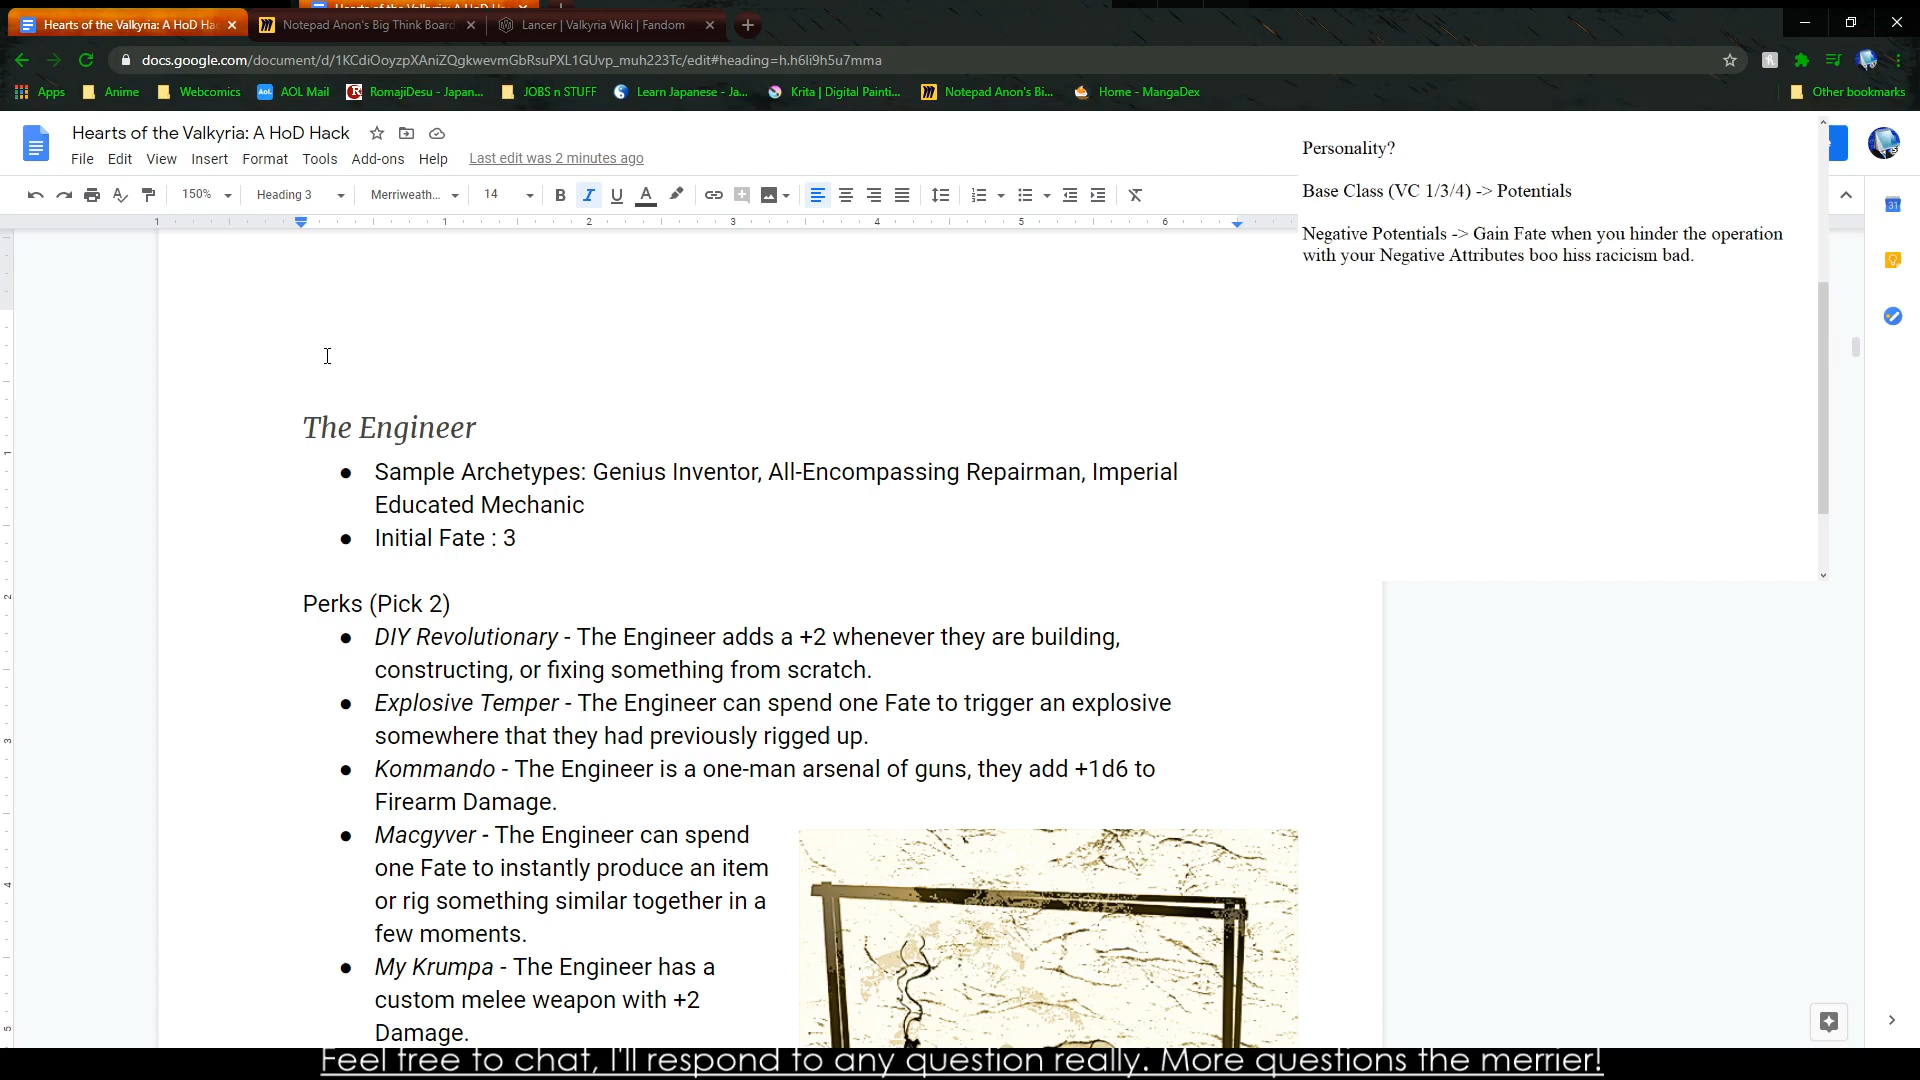 Hearts of the Valkyria: A HoD Ha
Notepad Anon's Big Think Board
Lancer | Valkyria Wiki | Fandom
docs.google.com/document/d/1KCdiOoyzpXAniZQgkwevmGbRsuPXL1GUvp_muh223Tc/edit#heading=h.h6li9h5u7mma
Apps Anime Webcomics AOL Mail RomajiDesu - Japan... JOBS n STUFF Learn Japanese - Ja... Krita | Digital Painti... Notepad Anon's Bi... Home - MangaDex Other bookmarks
Hearts of the Valkyria: A HoD Hack
File Edit View Insert Format Tools Add-ons Help Last edit was 2 minutes ago
150% Heading 3 Merriweath... 14 B I U A
1 1 2 3 4 5 6
Personality?
Base Class (VC 1/3/4) -> Potentials
Negative Potentials -> Gain Fate when you hinder the operation
with your Negative Attributes boo hiss racicism bad.
The Engineer
● Sample Archetypes: Genius Inventor, All-Encompassing Repairman, Imperial
Educated Mechanic
● Initial Fate : 3
Perks (Pick 2)
● DIY Revolutionary - The Engineer adds a +2 whenever they are building,
constructing, or fixing something from scratch.
● Explosive Temper - The Engineer can spend one Fate to trigger an explosive
somewhere that they had previously rigged up.
● Kommando - The Engineer is a one-man arsenal of guns, they add +1d6 to
Firearm Damage.
● Macgyver - The Engineer can spend
one Fate to instantly produce an item
or rig something similar together in a
few moments.
● My Krumpa - The Engineer has a
custom melee weapon with +2
Damage.
Feel free to chat, I'll respond to any question really. More questions the merrier!